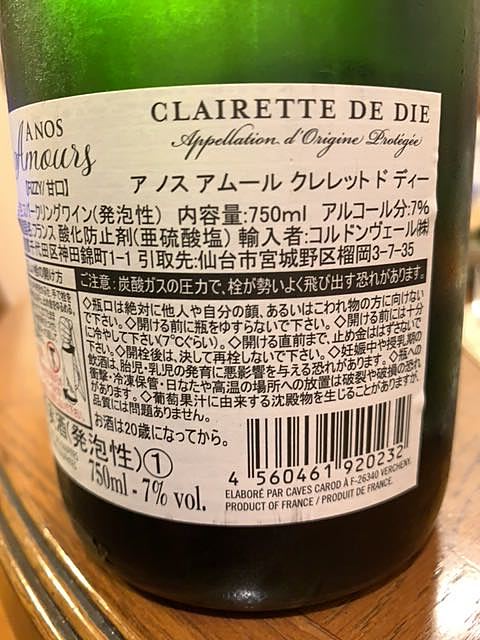 CLAIRETTE DE DIE
Appellation d'Origine Protégée
ANOS
Amours
[FIZZY/甘口]
ア ノス アムール クレレット ド ディー
ークリングワイン(発泡性) 内容量:750ml アルコール分:7%
フランス 酸化防止剤(亜硫酸塩) 輸入者:コルドンヴェール㈱
千代田区神田錦町1-1 引取先:仙台市宮城野区榴岡3-7-35
の開け方
ご注意:炭酸ガスの圧力で、栓が勢いよく飛び出す恐れがあります。
◇瓶口は絶対に他人や自分の顔、あるいはこわれ物の方に向けない
で下さい。◇開ける前に瓶をゆすらないで下さい。◇開ける前には十分
に冷やして下さい(7℃ぐらい)。◇開ける直前まで、止め金ははずさないで
下さい。◇開栓後は、決して再栓しないで下さい。◇妊娠中や授乳期の
飲酒は、胎児・乳児の発育に悪影響を与える恐れがあります。◇瓶への
衝撃・冷凍保管・日なたや高温の場所への放置は破裂や破損の恐れ
があります。◇葡萄果汁に由来する沈殿物を生じることがありますが、
品質には問題ありません。
お酒は20歳になってから。
酒(発泡性)①
750ml - 7% vol.
4 560461 920232
ELABORÉ PAR CAVES CAROD À F-26340 VERCHENY.
PRODUCT OF FRANCE / PRODUIT DE FRANCE.